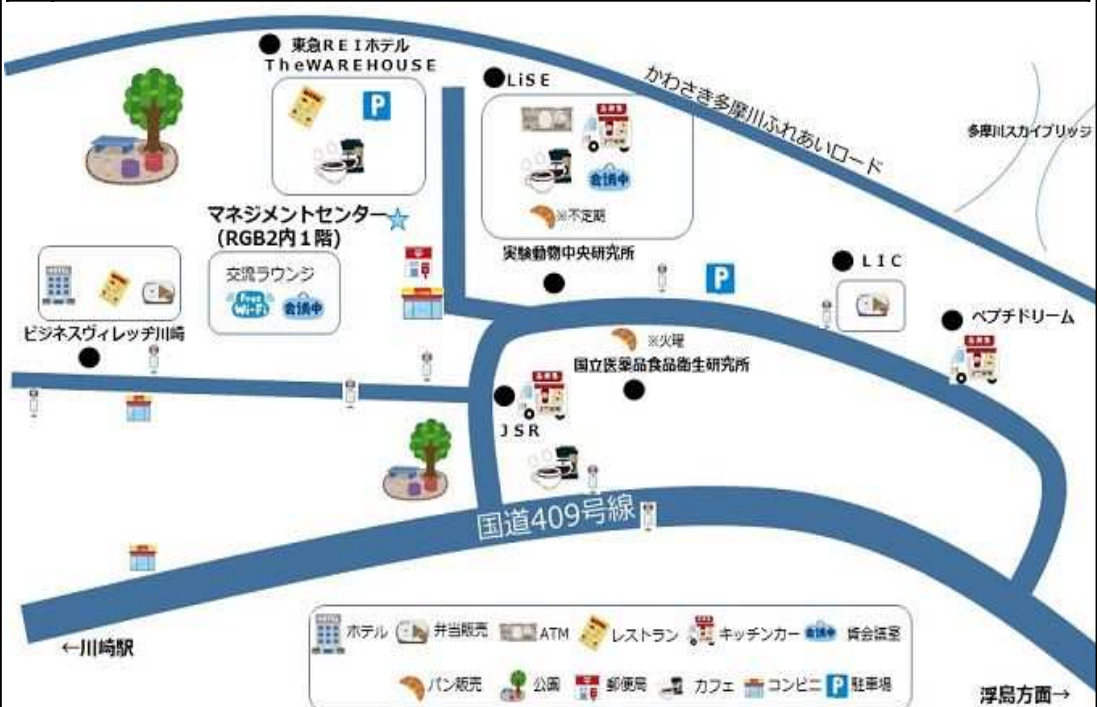 東急REIホテル
TheWAREHOUSE
P
LiSE
かわさき多摩川ふれあいロード
多摩川スカイブリッジ
会議中
※不定期
マネジメントセンター
(RGB2内1階)
交流ラウンジ
Free
Wi-Fi
会議中
実験動物中央研究所
P
LIC
ペプチドリーム
ビジネスヴィレッヂ川崎
※火曜
国立医薬品食品衛生研究所
JSR
国道409号線
←川崎駅
ホテル
弁当販売
ATM
レストラン
キッチンカー
会議中
貸会議室
パン販売
公園
郵便局
カフェ
コンビニ
P
駐車場
浮島方面→